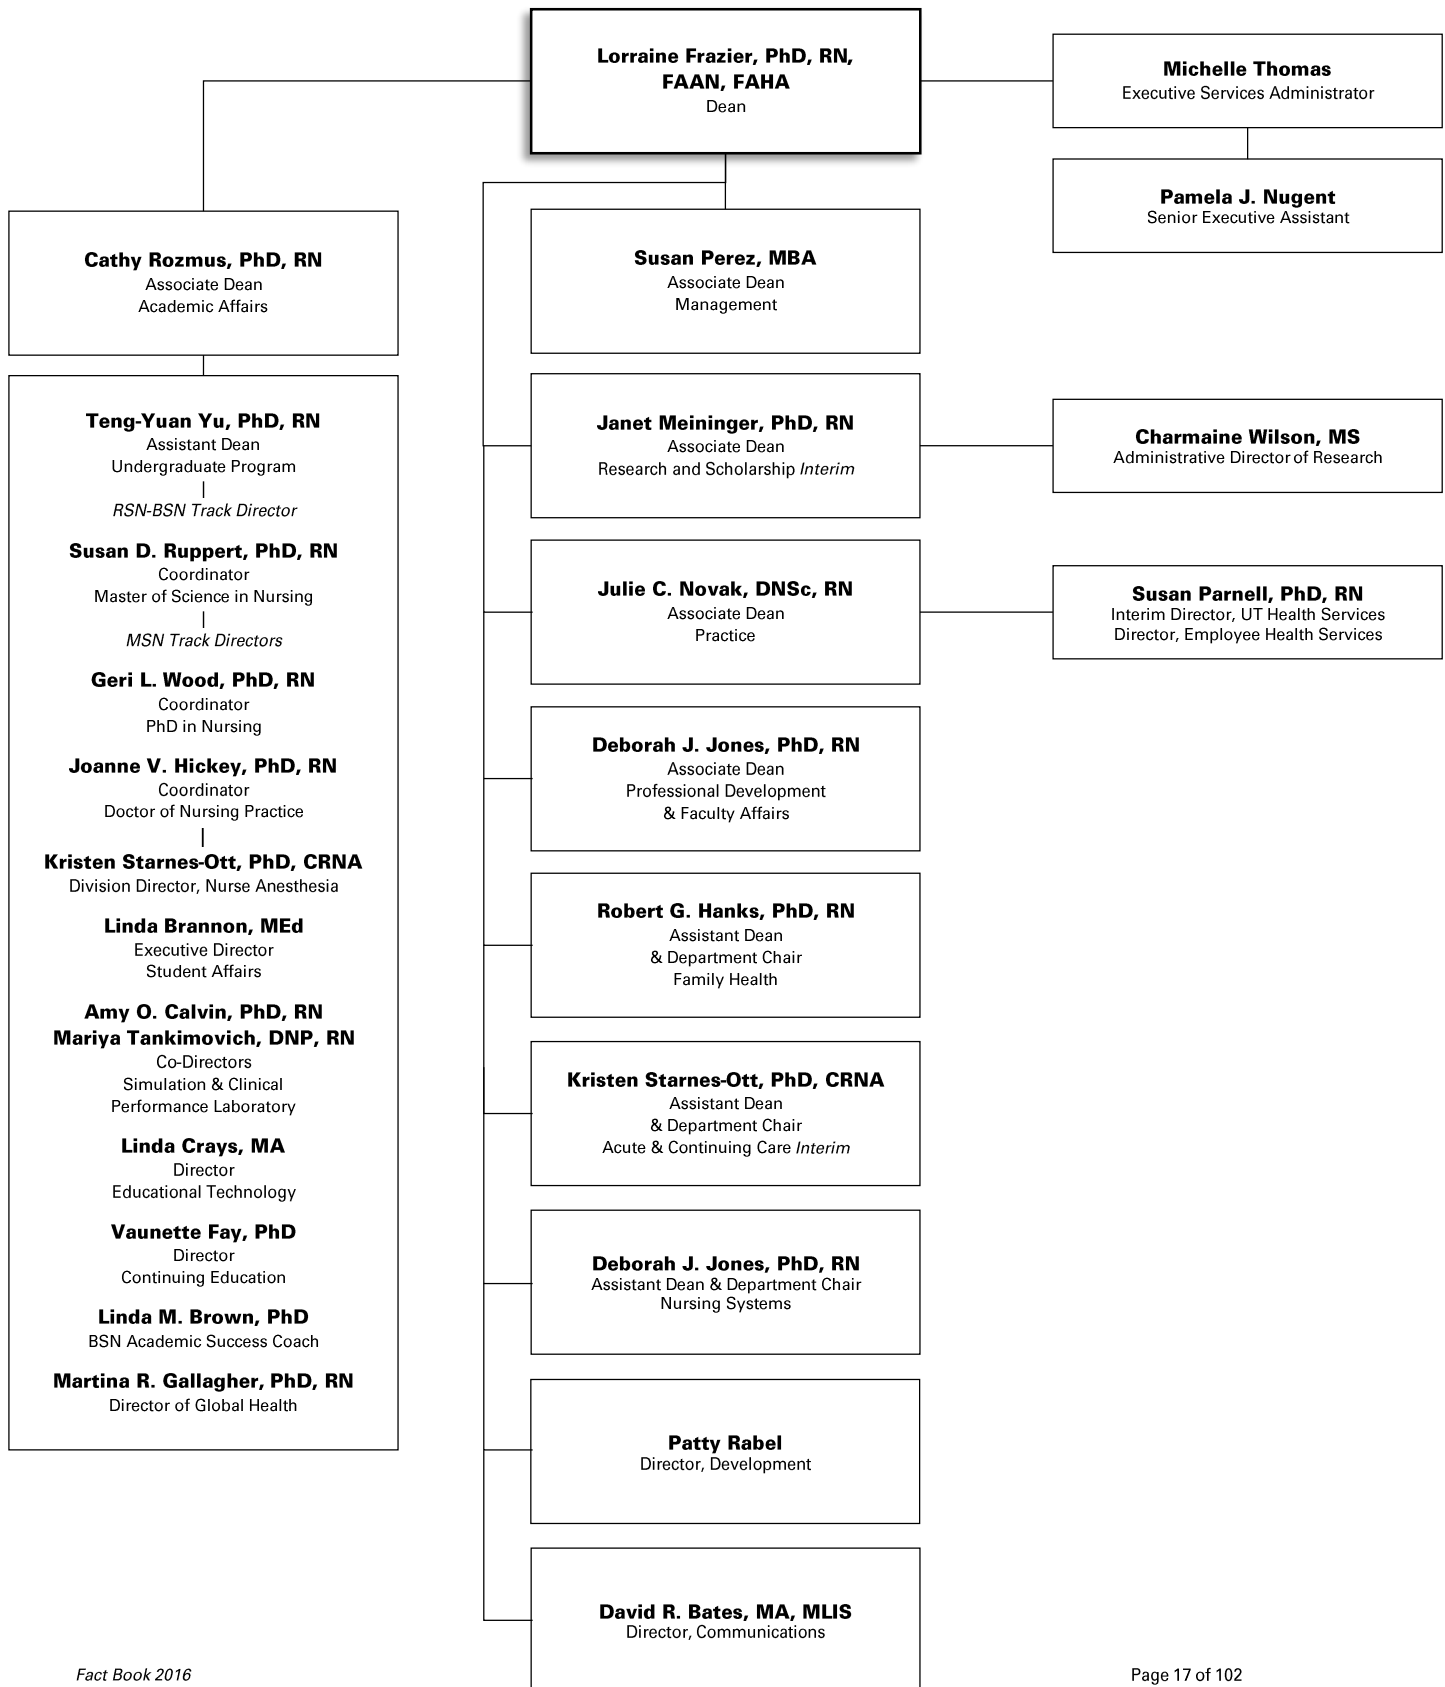 Lorraine Frazier, PhD, RN,
FAAN, FAHA
Dean
Michelle Thomas
Executive Services Administrator
Pamela J. Nugent
Senior Executive Assistant
Cathy Rozmus, PhD, RN
Associate Dean
Academic Affairs
Teng-Yuan Yu, PhD, RN
Assistant Dean
Undergraduate Program
RSN-BSN Track Director
Susan D. Ruppert, PhD, RN
Coordinator
Master of Science in Nursing
MSN Track Directors
Geri L. Wood, PhD, RN
Coordinator
PhD in Nursing
Joanne V. Hickey, PhD, RN
Coordinator
Doctor of Nursing Practice
Kristen Starnes-Ott, PhD, CRNA
Division Director, Nurse Anesthesia
Linda Brannon, MEd
Executive Director
Student Affairs
Amy O. Calvin, PhD, RN
Mariya Tankimovich, DNP, RN
Co-Directors
Simulation & Clinical
Performance Laboratory
Linda Crays, MA
Director
Educational Technology
Vaunette Fay, PhD
Director
Continuing Education
Linda M. Brown, PhD
BSN Academic Success Coach
Martina R. Gallagher, PhD, RN
Director of Global Health
Susan Perez, MBA
Associate Dean
Management
Janet Meininger, PhD, RN
Associate Dean
Research and Scholarship Interim
Charmaine Wilson, MS
Administrative Director of Research
Julie C. Novak, DNSc, RN
Associate Dean
Practice
Susan Parnell, PhD, RN
Interim Director, UT Health Services
Director, Employee Health Services
Deborah J. Jones, PhD, RN
Associate Dean
Professional Development
& Faculty Affairs
Robert G. Hanks, PhD, RN
Assistant Dean
& Department Chair
Family Health
Kristen Starnes-Ott, PhD, CRNA
Assistant Dean
& Department Chair
Acute & Continuing Care Interim
Deborah J. Jones, PhD, RN
Assistant Dean & Department Chair
Nursing Systems
Patty Rabel
Director, Development
David R. Bates, MA, MLIS
Director, Communications
Fact Book 2016
Page 17 of 102